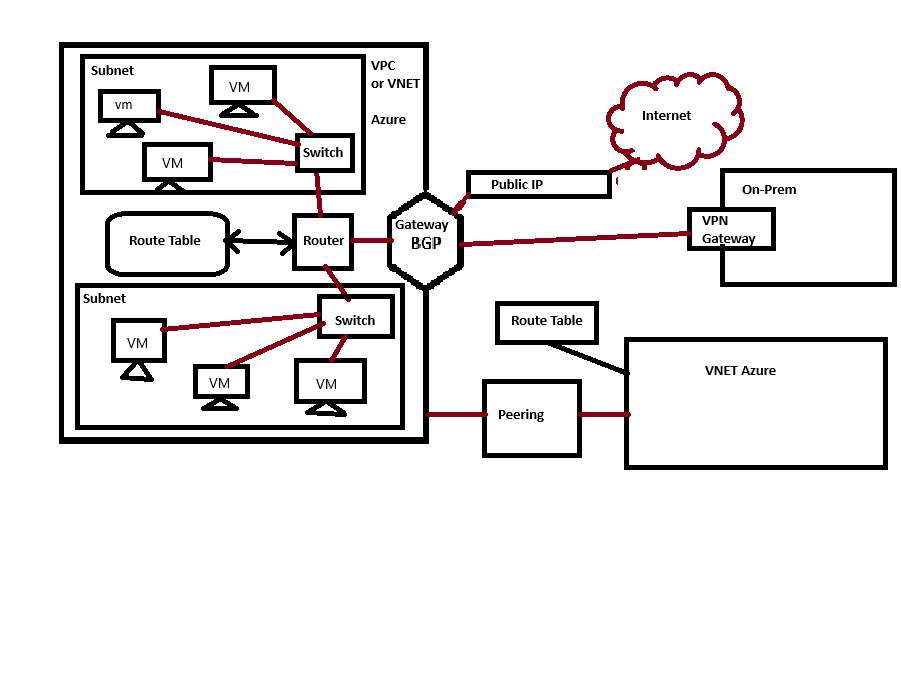 Subnet
VM
vm
VM
Switch
VPC
or VNET
Azure
Internet
Public IP
On-Prem
VPN
Gateway
Gateway
BGP
Route Table
Router
Subnet
VM
VM
VM
Switch
Route Table
VNET Azure
Peering